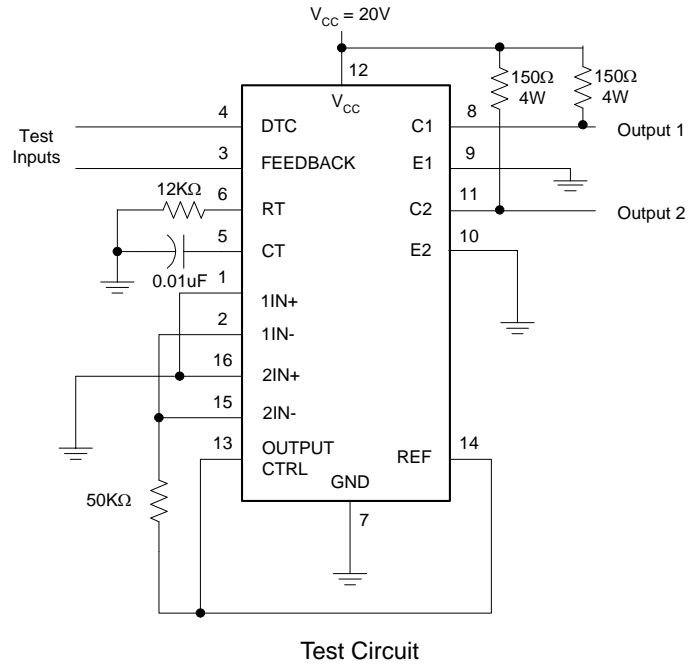 VCC = 20V
12
150Ω
4W
150Ω
4W
VCC
4
DTC
C1
8
Output 1
Test
Inputs
3
FEEDBACK
E1
9
12KΩ
6
RT
C2
11
Output 2
5
CT
E2
10
0.01uF
1
1IN+
2
1IN-
16
2IN+
15
2IN-
13
OUTPUT
CTRL
REF
14
GND
50KΩ
7
Test Circuit